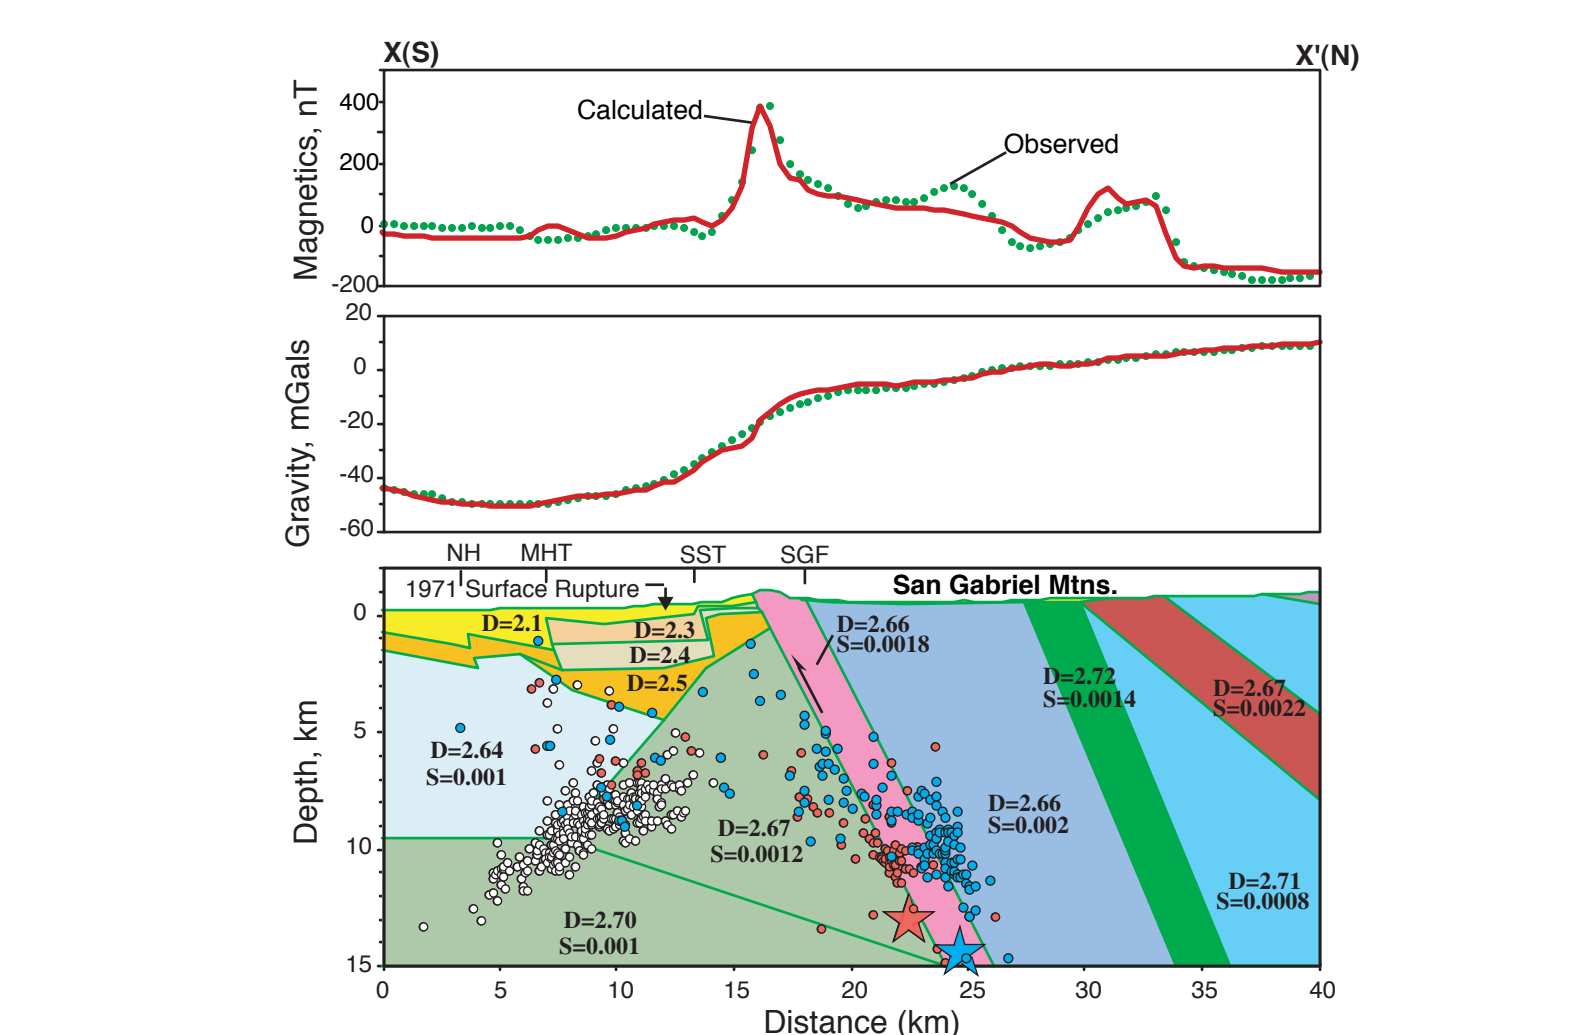 X(S)
X'(N)
Magnetics, nT
400
200
0
-200
Calculated
Observed
Gravity, mGals
20
0
-20
-40
-60
NH
MHT
SST
SGF
1971 Surface Rupture
San Gabriel Mtns.
Depth, km
0
5
10
15
D=2.1
D=2.3
D=2.4
D=2.5
D=2.66
S=0.0018
D=2.72
S=0.0014
D=2.67
S=0.0022
D=2.64
S=0.001
D=2.67
S=0.0012
D=2.66
S=0.002
D=2.71
S=0.0008
D=2.70
S=0.001
0
5
10
15
20
25
30
35
40
Distance (km)